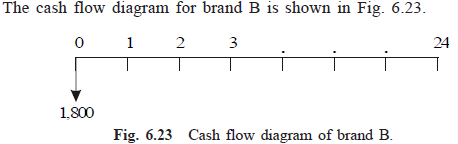 The cash flow diagram for brand B is shown in Fig. 6.23.
0 1 2 3 . . . 24
1,800
Fig. 6.23 Cash flow diagram of brand B.